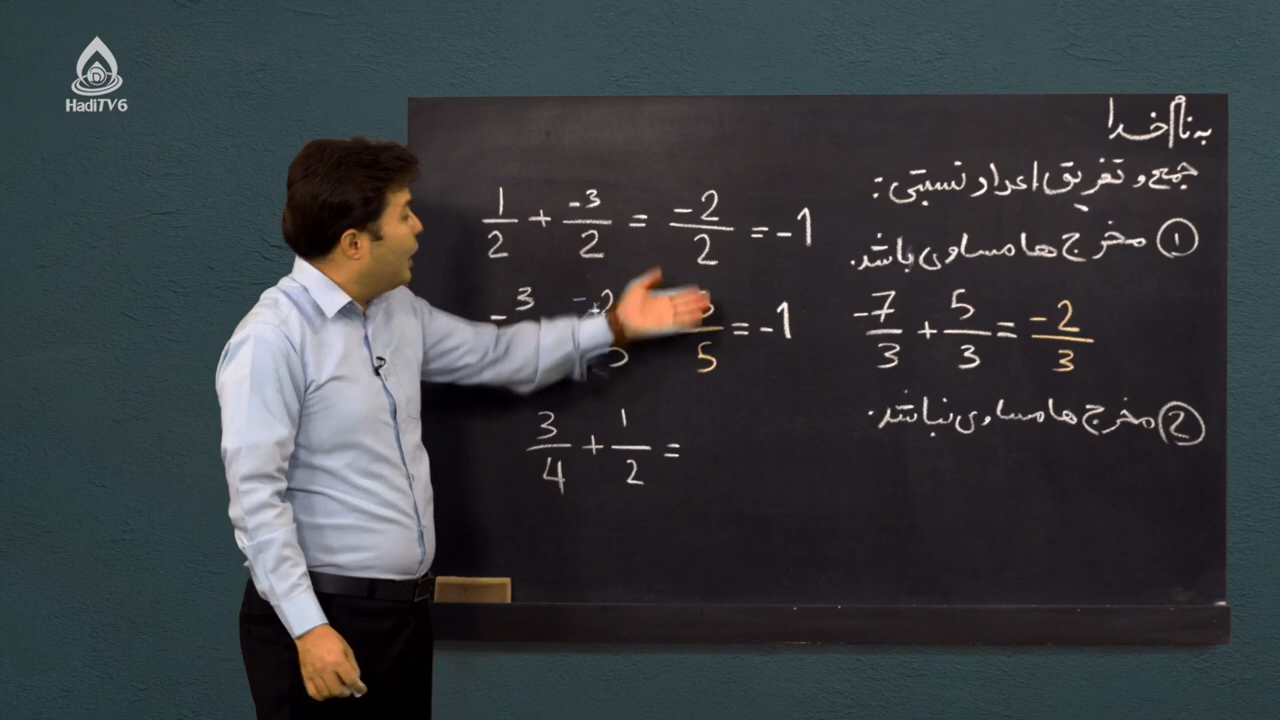 HadiTV6
به نام خدا
جمع و تفریق اعداد نسبتی :
① مخرج ها مساوی باشد.
-7/3 + 5/3 = -2/3
② مخرج ها مساوی نباشد.
1/2 + -3/2 = -2/2 = -1
5 = -1
3/4 + 1/2 =